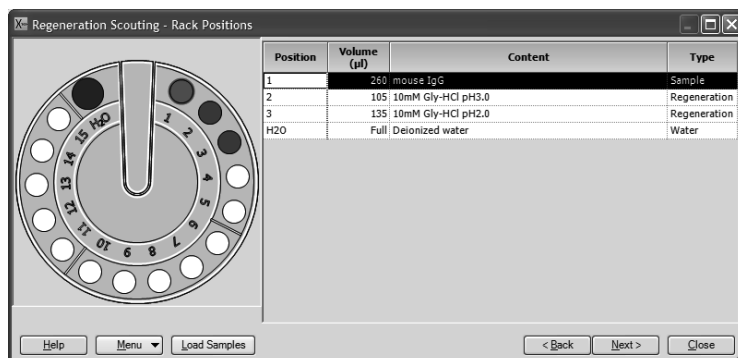 Regeneration Scouting - Rack Positions
Position Volume (µl) Content Type
1 260 mouse IgG Sample
2 105 10mM Gly-HCl pH3.0 Regeneration
3 135 10mM Gly-HCl pH2.0 Regeneration
H2O Full Deionized water Water
H₂O
1
2
3
4
5
6
7
8
9
10
11
12
13
14
15
Help Menu Load Samples < Back Next > Close